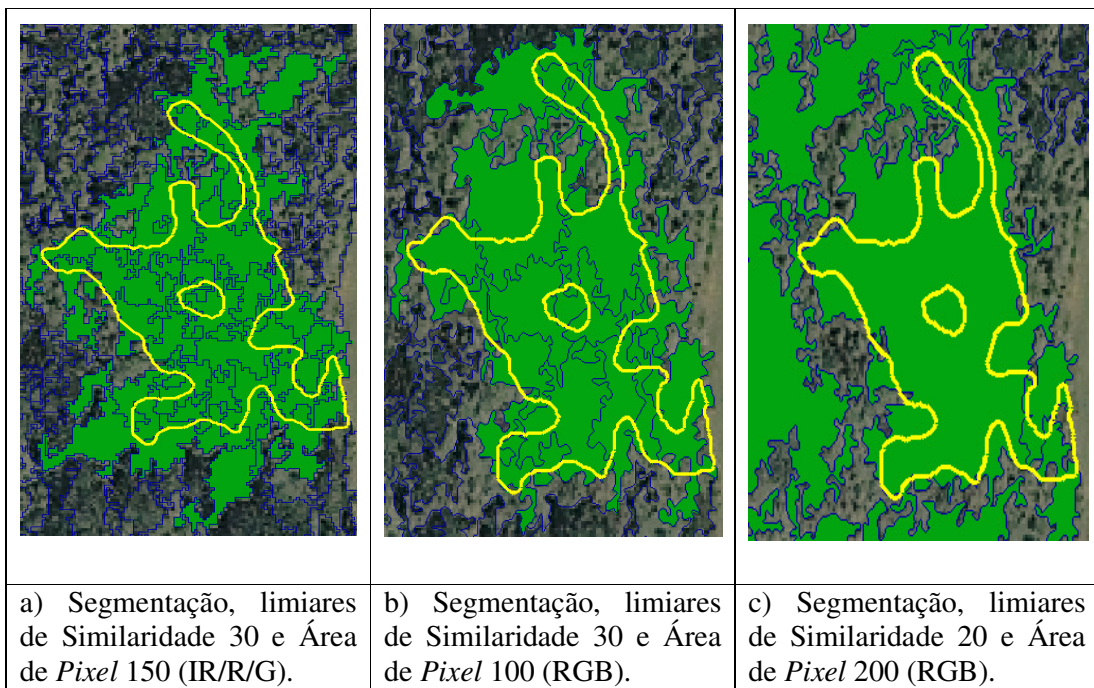 a) Segmentação, limiares
de Similaridade 30 e Área
de Pixel 150 (IR/R/G).
b) Segmentação, limiares
de Similaridade 30 e Área
de Pixel 100 (RGB).
c) Segmentação, limiares
de Similaridade 20 e Área
de Pixel 200 (RGB).